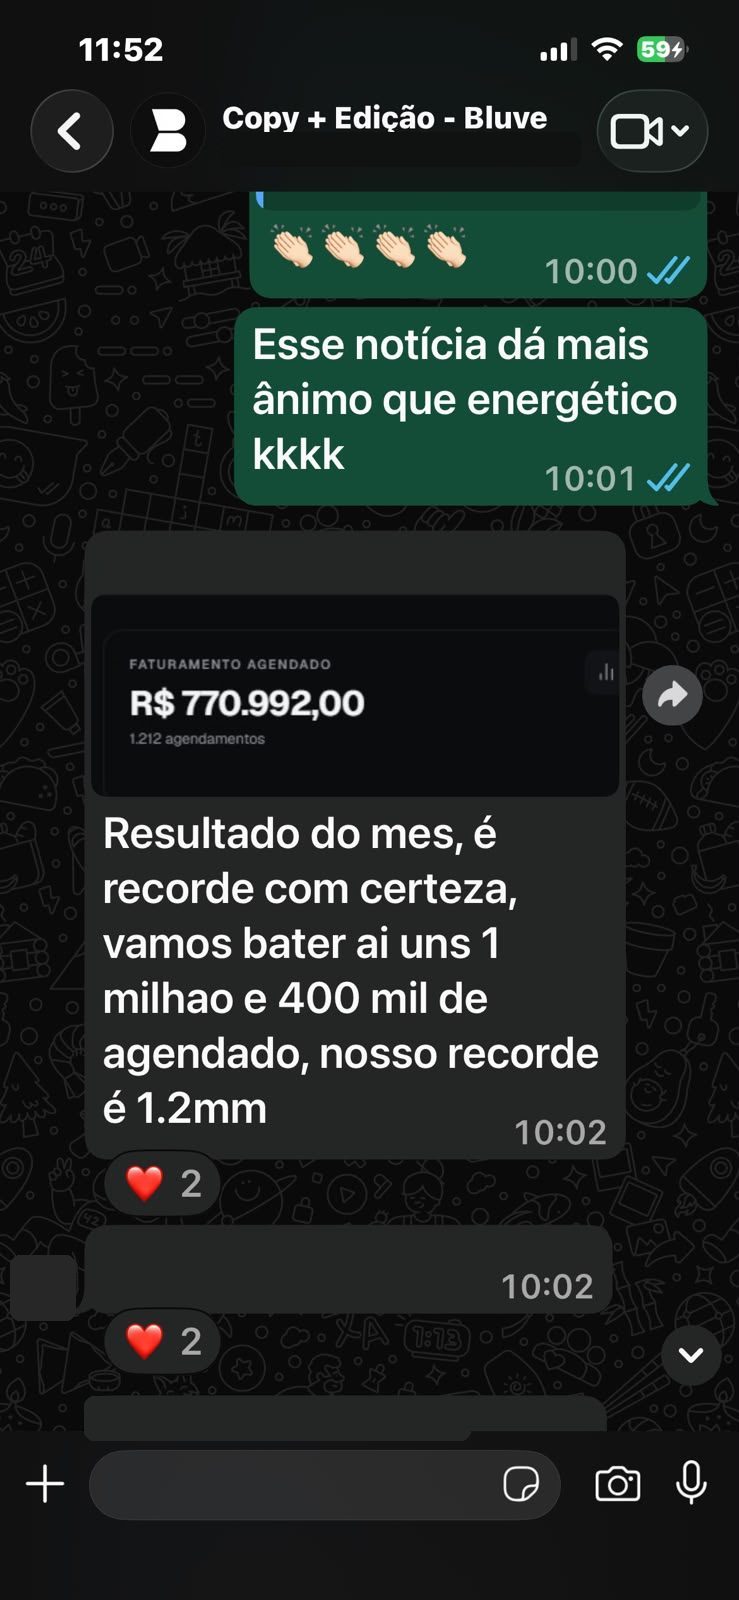 11:52
59
Copy + Edição - Bluve
👏🏻👏🏻👏🏻👏🏻
10:00
Esse notícia dá mais
ânimo que energético
kkkk
10:01
FATURAMENTO AGENDADO
R$ 770.992,00
1.212 agendamentos
Resultado do mes, é
recorde com certeza,
vamos bater ai uns 1
milhao e 400 mil de
agendado, nosso recorde
é 1.2mm
10:02
❤️ 2
10:02
❤️ 2